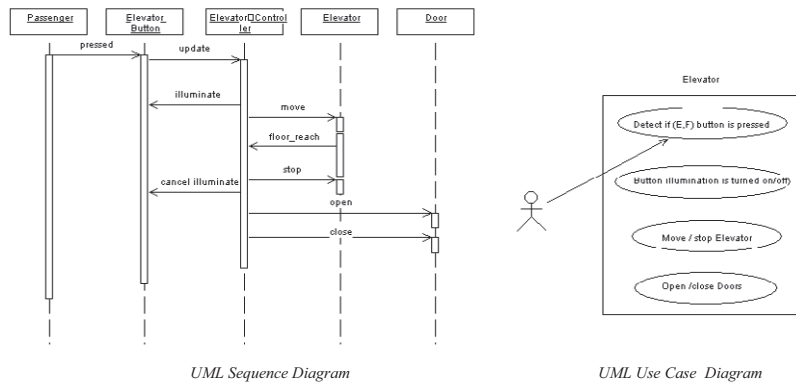 Passenger
Elevator
Button
Elevator□Control
ler
Elevator
Door
pressed
update
illuminate
move
floor_reach
stop
cancel illuminate
open
close
Elevator
Detect if (E,F) button is pressed
Button illumination is turned on/off)
Move / stop Elevator
Open /close Doors
UML Sequence Diagram
UML Use Case Diagram